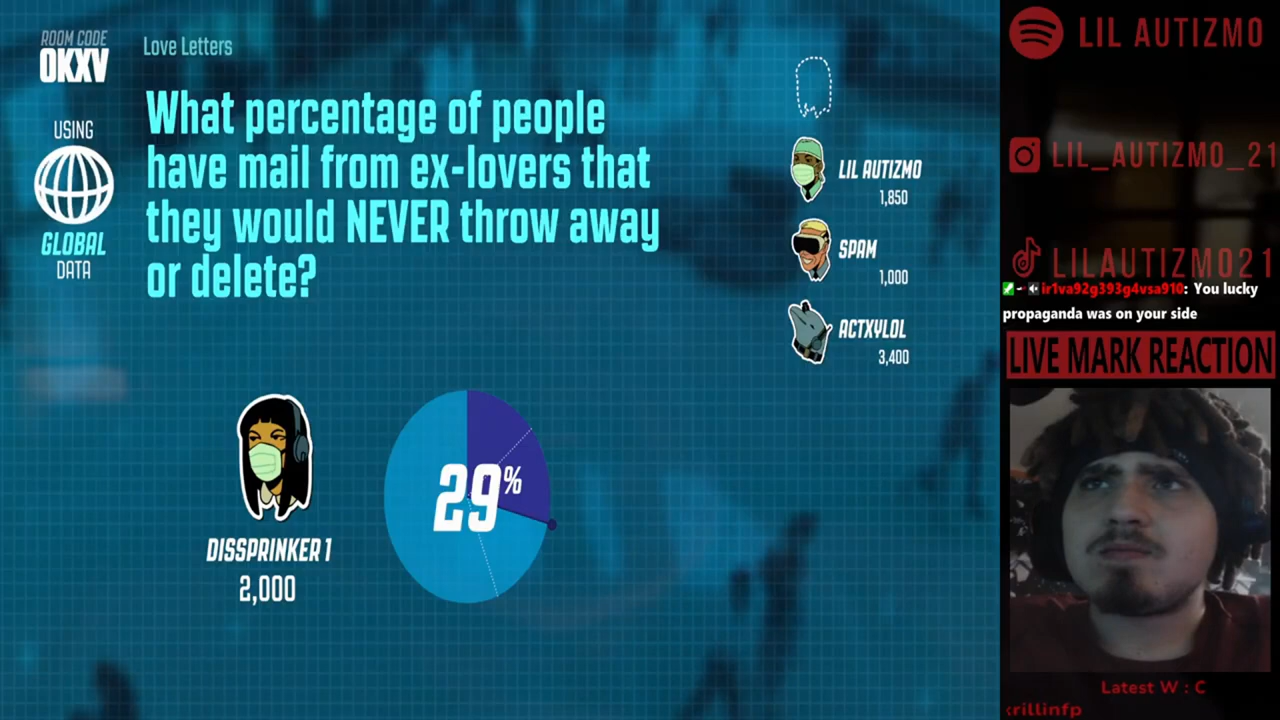 ROOM CODE
OKXV
Love Letters
What percentage of people
have mail from ex-lovers that
they would NEVER throw away
or delete?
USING
GLOBAL
DATA
LIL AUTIZMO
1,850
SPAM
1,000
ACTXYLOL
3,400
29%
DISSPRINKER 1
2,000
LIL AUTIZMO
LIL_AUTIZMO_21
LILAUTIZMO21
ir1va92g393g4vsa910: You lucky
propaganda was on your side
LIVE MARK REACTION
Latest W : C
krillinfp